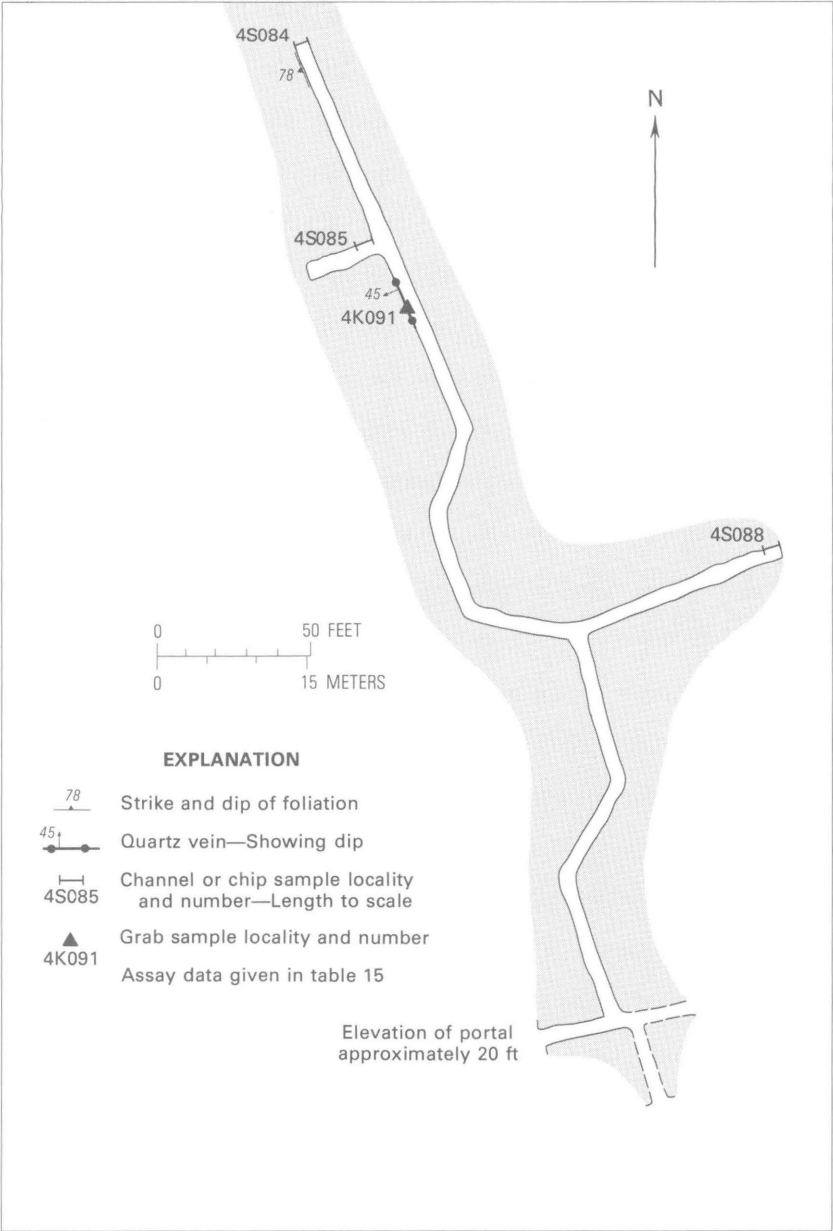 4S084
78
N
4S085
45
4K091
4S088
0 50 FEET
0 15 METERS
EXPLANATION
78 Strike and dip of foliation
45 Quartz vein—Showing dip
Channel or chip sample locality
4S085 and number—Length to scale
Grab sample locality and number
4K091
Assay data given in table 15
Elevation of portal
approximately 20 ft